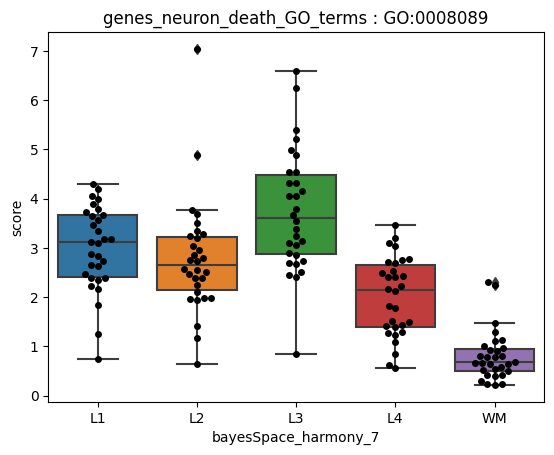 genes_neuron_death_GO_terms : GO:0008089
7
6
5
4
3
2
1
0
score
L1 L2 L3 L4 WM
bayesSpace_harmony_7